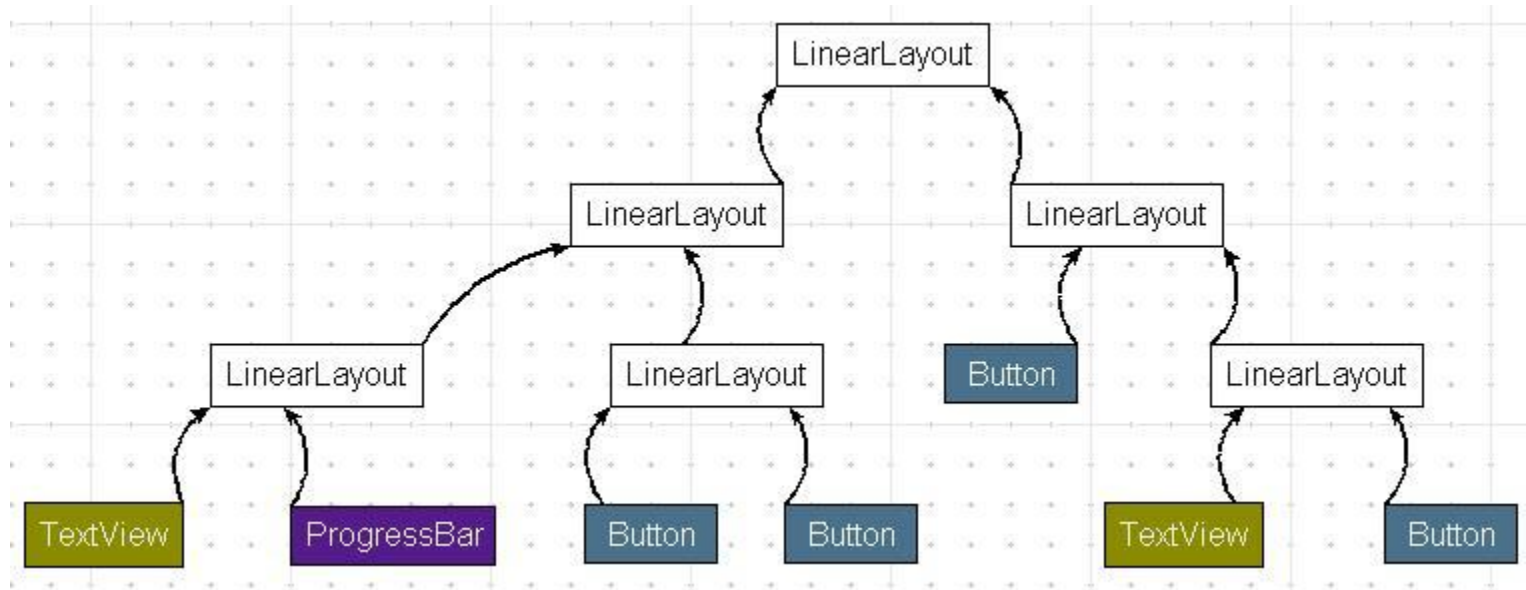 LinearLayout
LinearLayout
LinearLayout
LinearLayout
LinearLayout
Button
LinearLayout
TextView
ProgressBar
Button
Button
TextView
Button